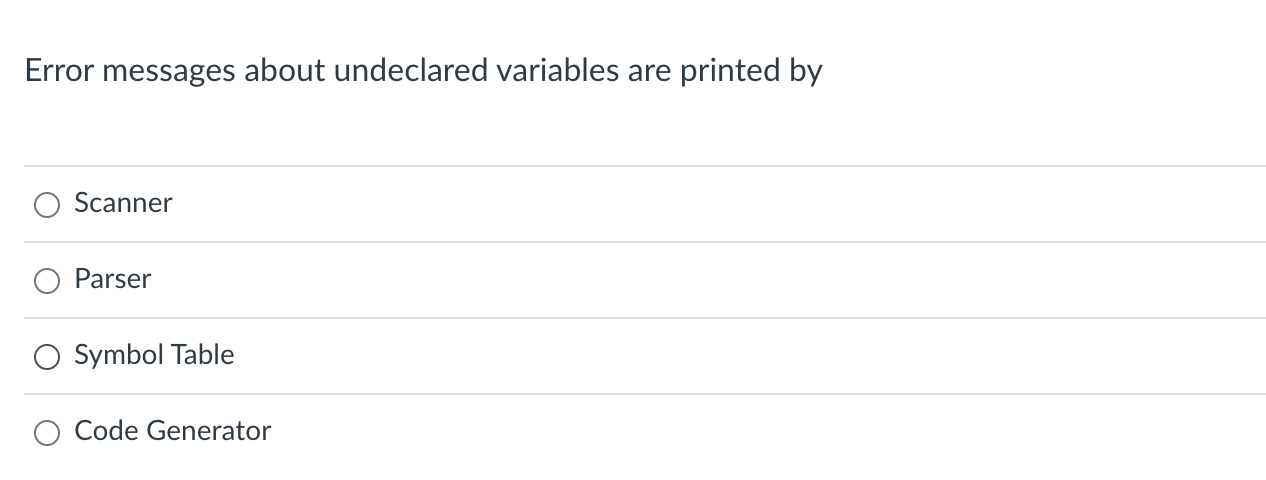 Error messages about undeclared variables are printed by
Scanner
Parser
Symbol Table
Code Generator